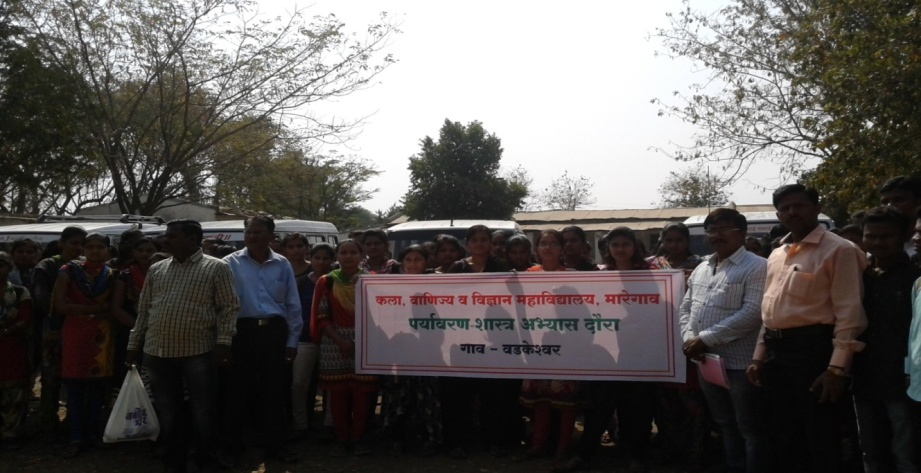 कला, वाणिज्य व विज्ञान महाविद्यालय, मारेगाव
पर्यावरण-शास्त्र अभ्यास दौरा
गाव - वडकेश्वर